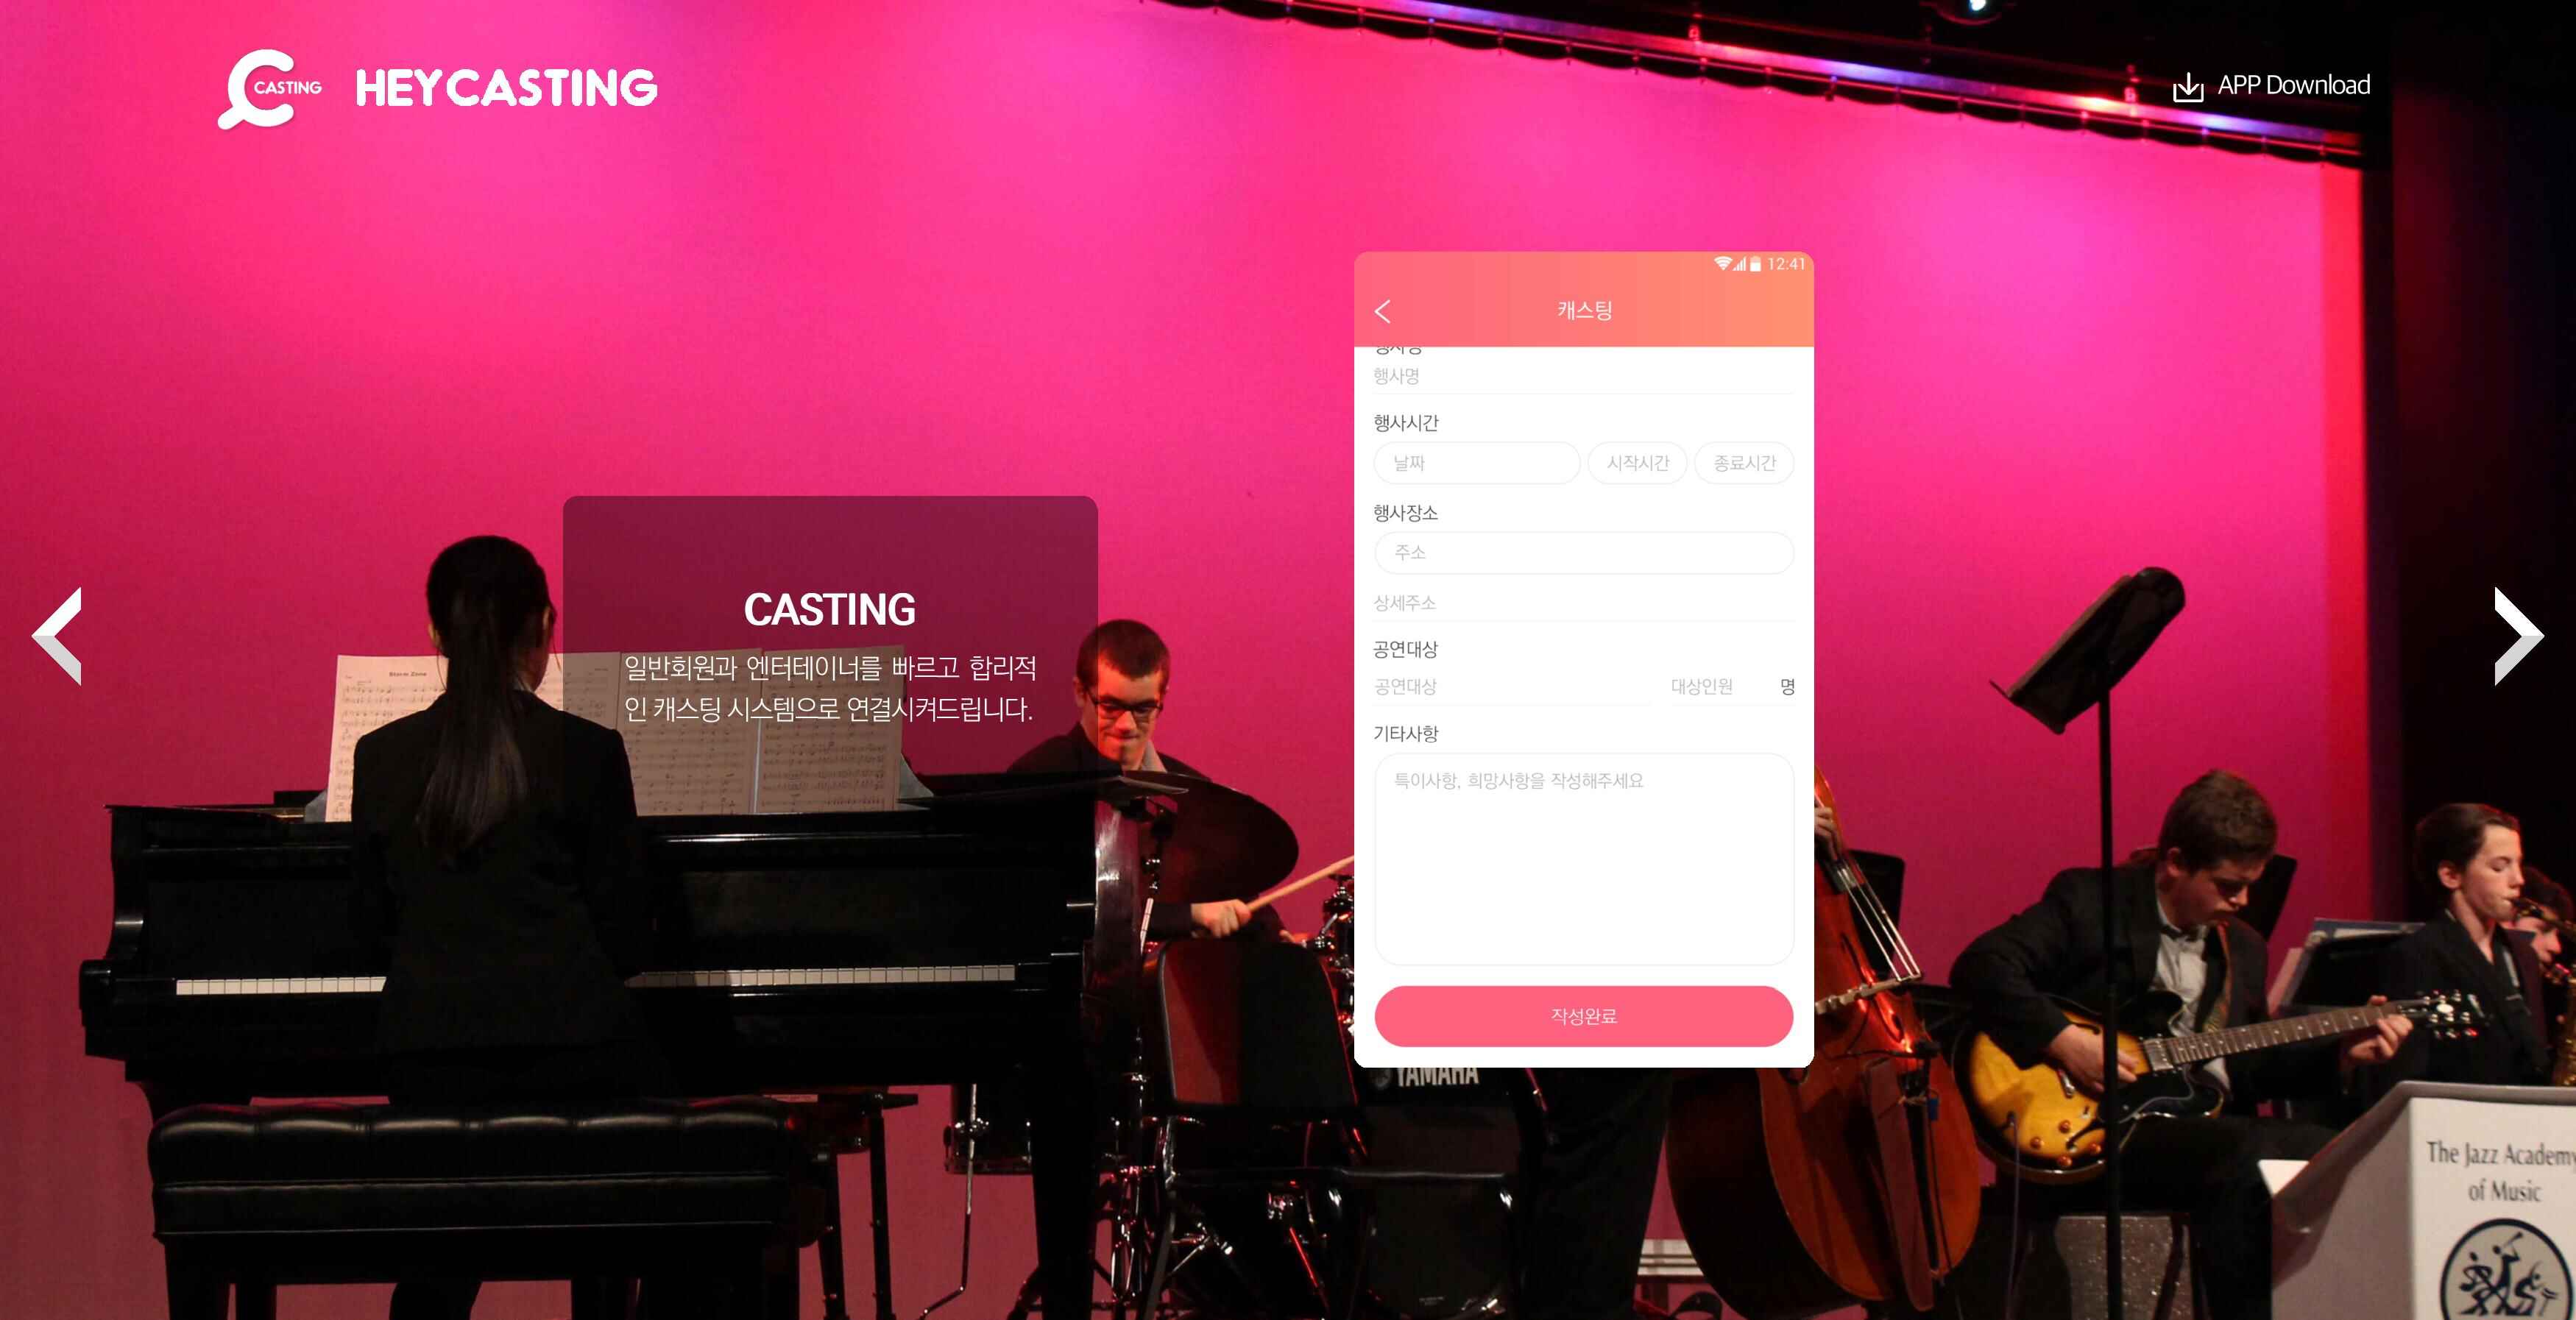 CASTING
HEYCASTING
APP Download
12:41
캐스팅
행사명
행사명
행사시간
날짜
시작시간
종료시간
행사장소
주소
상세주소
공연대상
공연대상
대상인원
명
기타사항
특이사항, 희망사항을 작성해주세요
작성완료
CASTING
일반회원과 엔터테이너를 빠르고 합리적
인 캐스팅 시스템으로 연결시켜드립니다.
Storm Zone
YAMAHA
The Jazz Academy
of Music